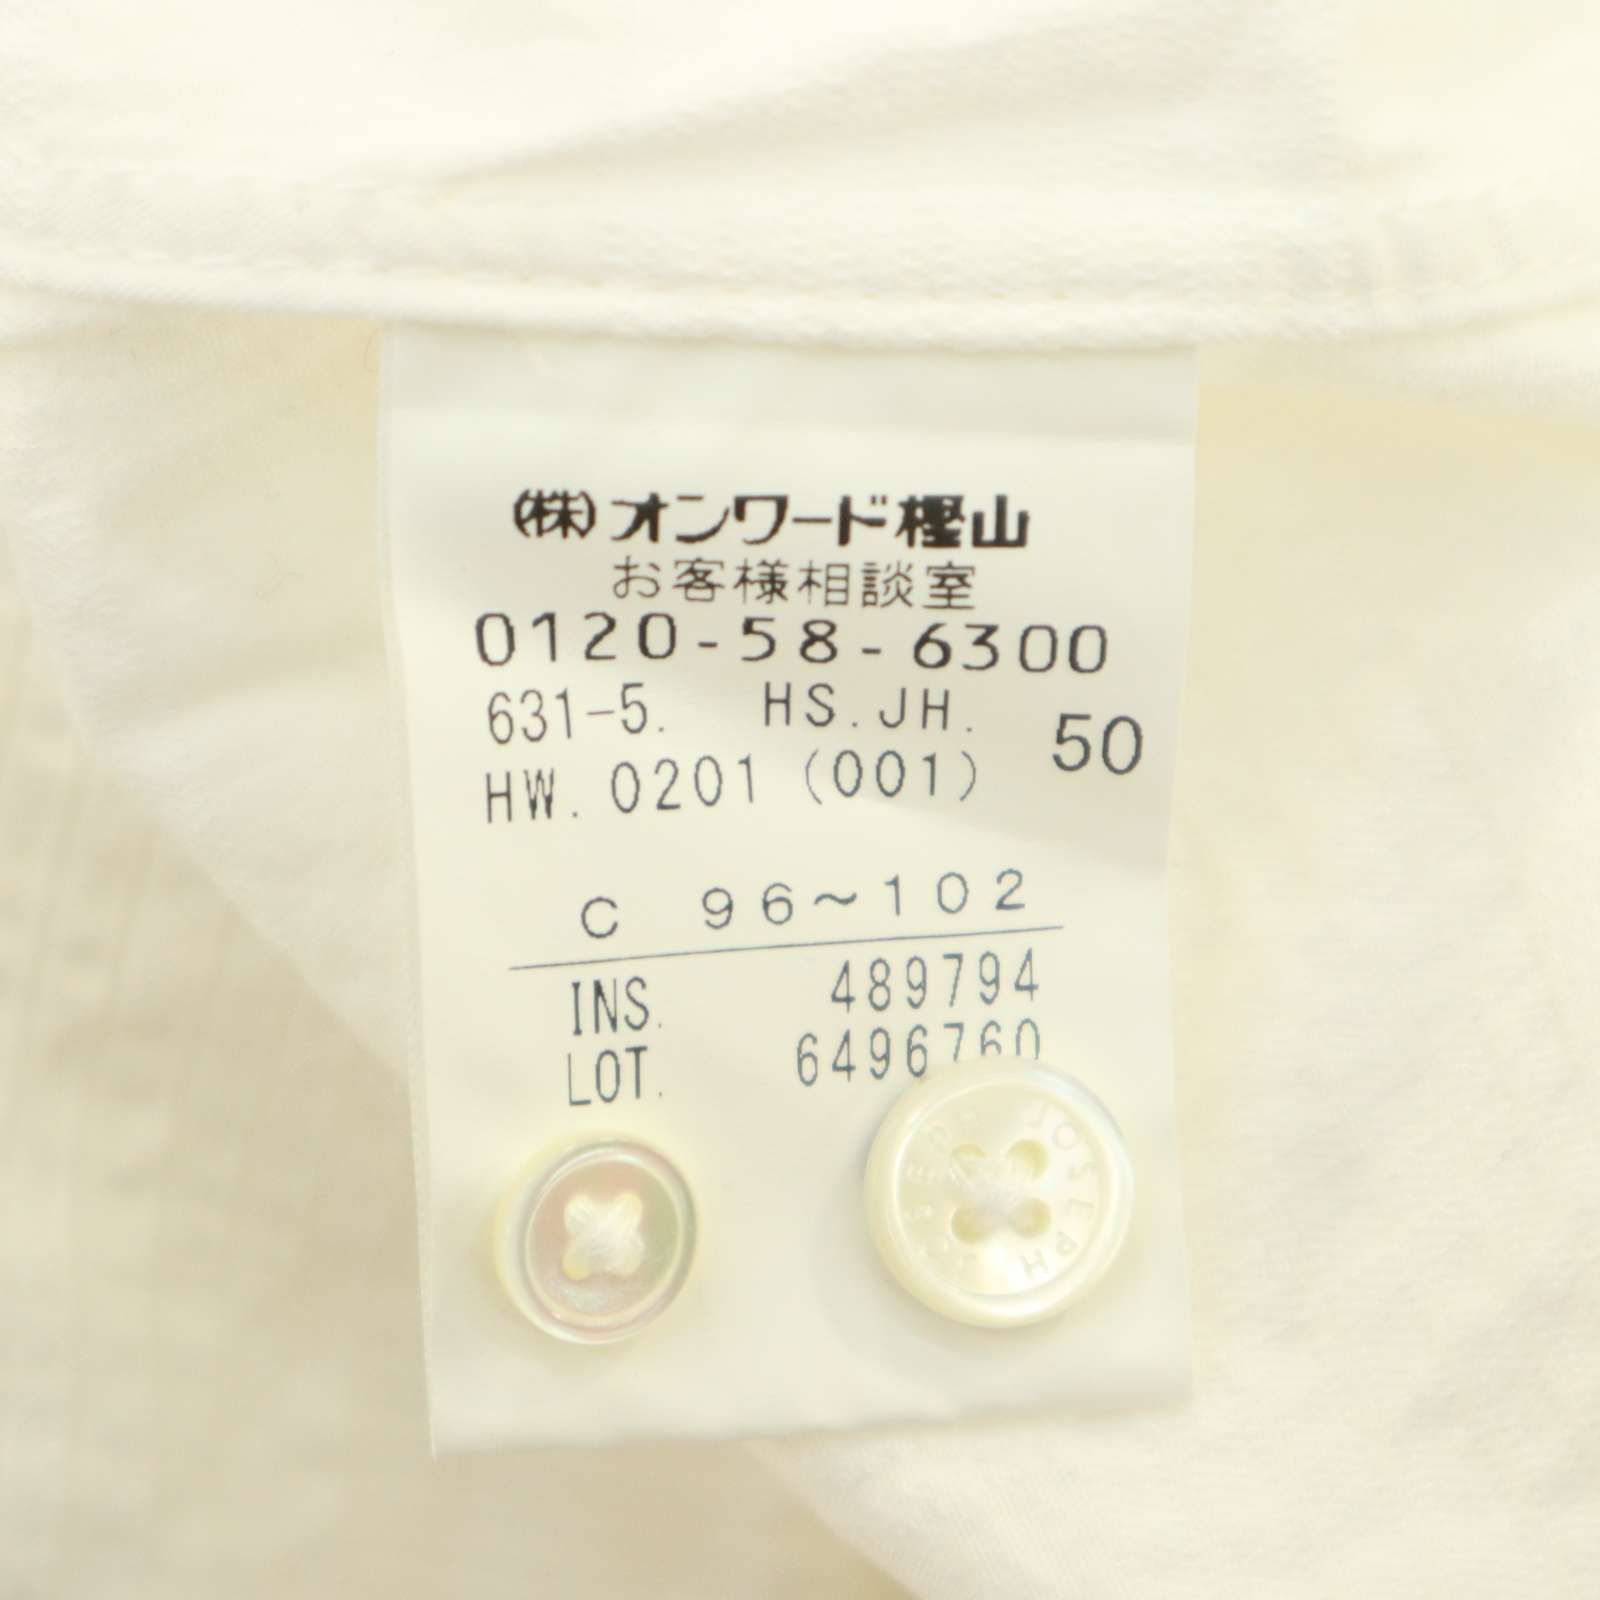 (株)オンワード樫山
お客様相談室
0120-58-6300
631-5. HS.JH. 50
HW.0201(001)
C 96~102
INS. 489794
LOT. 6496760
JOSEPH